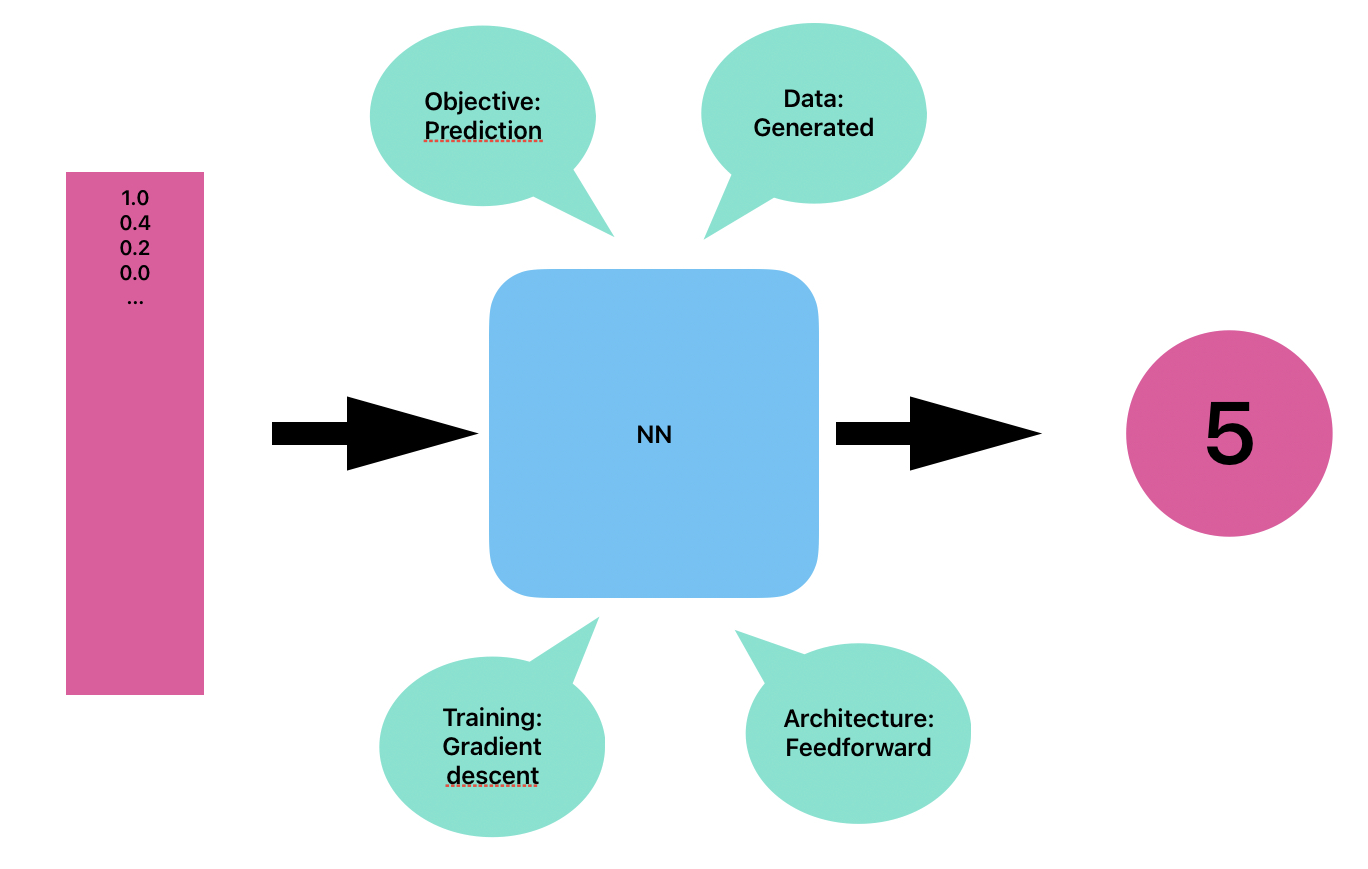 Objective:
Prediction
Data:
Generated
1.0
0.4
0.2
0.0
...
NN
5
Training:
Gradient
descent
Architecture:
Feedforward